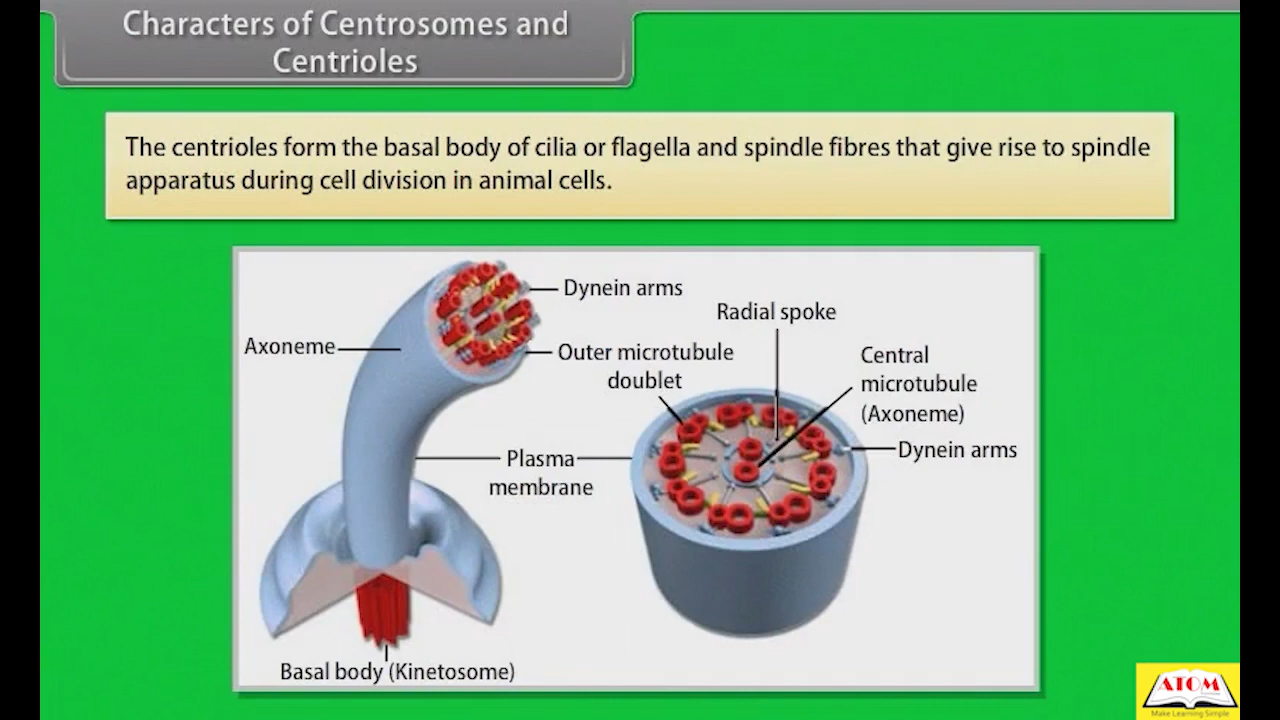 Characters of Centrosomes and
Centrioles
The centrioles form the basal body of cilia or flagella and spindle fibres that give rise to spindle
apparatus during cell division in animal cells.
Dynein arms
Axoneme
Outer microtubule
doublet
Radial spoke
Central
microtubule
(Axoneme)
Dynein arms
Plasma
membrane
Basal body (Kinetosome)
ATOM
Make Learning Simple